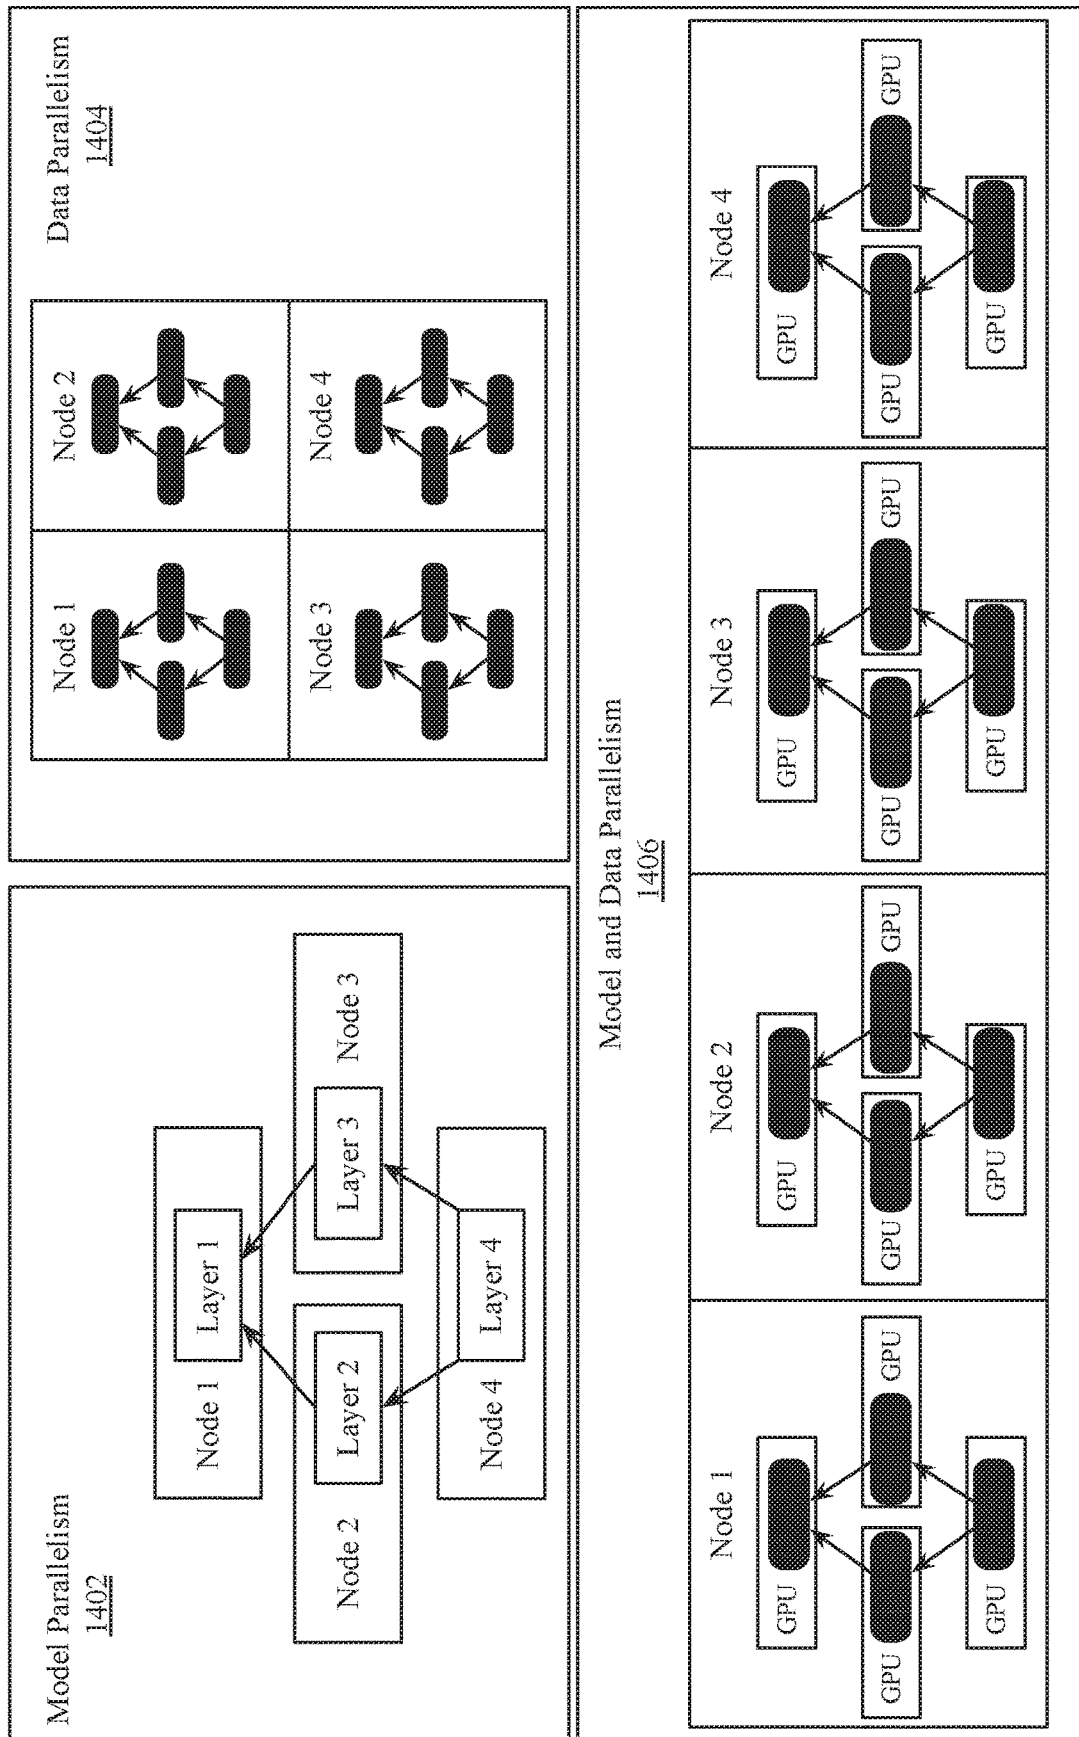 Model Parallelism
1402
Node 1
Layer 1
Node 2
Layer 2
Layer 3
Node 3
Node 4
Layer 4
Data Parallelism
1404
Node 1
Node 2
Node 3
Node 4
Model and Data Parallelism
1406
Node 1
GPU
GPU
GPU
GPU
Node 2
GPU
GPU
GPU
GPU
Node 3
GPU
GPU
GPU
GPU
Node 4
GPU
GPU
GPU
GPU